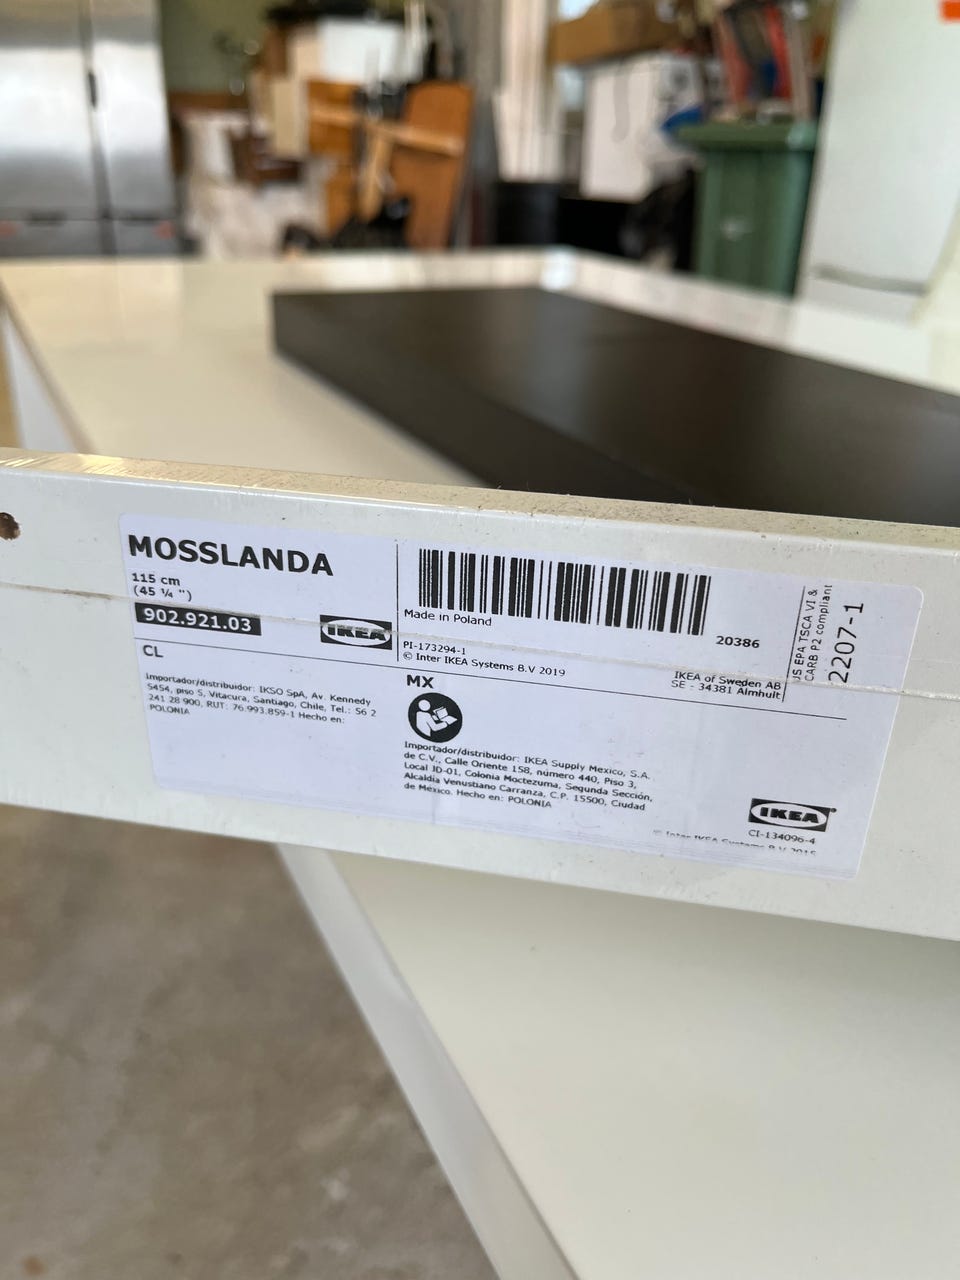 MOSSLANDA
115 cm
(45 ¼ ")
902.921.03
IKEA
CL
Importador/distribuidor: IKSO SpA, Av. Kennedy
5454, piso 5, Vitacura, Santiago, Chile, Tel.: 56 2
241 28 900, RUT: 76.993.859-1 Hecho en:
POLONIA
Made in Poland
20386
PI-173294-1
© Inter IKEA Systems B.V 2019
IKEA of Sweden AB
SE - 34381 Älmhult
US EPA TSCA VI &
CARB P2 compliant
2207-1
MX
Importador/distribuidor: IKEA Supply Mexico, S.A.
de C.V., Calle Oriente 158, número 440, Piso 3,
Local JD-01, Colonia Moctezuma, Segunda Sección,
Alcaldía Venustiano Carranza, C.P. 15500, Ciudad
de México. Hecho en: POLONIA
IKEA
CI-134096-4
© Inter IKEA Systems B.V 2015